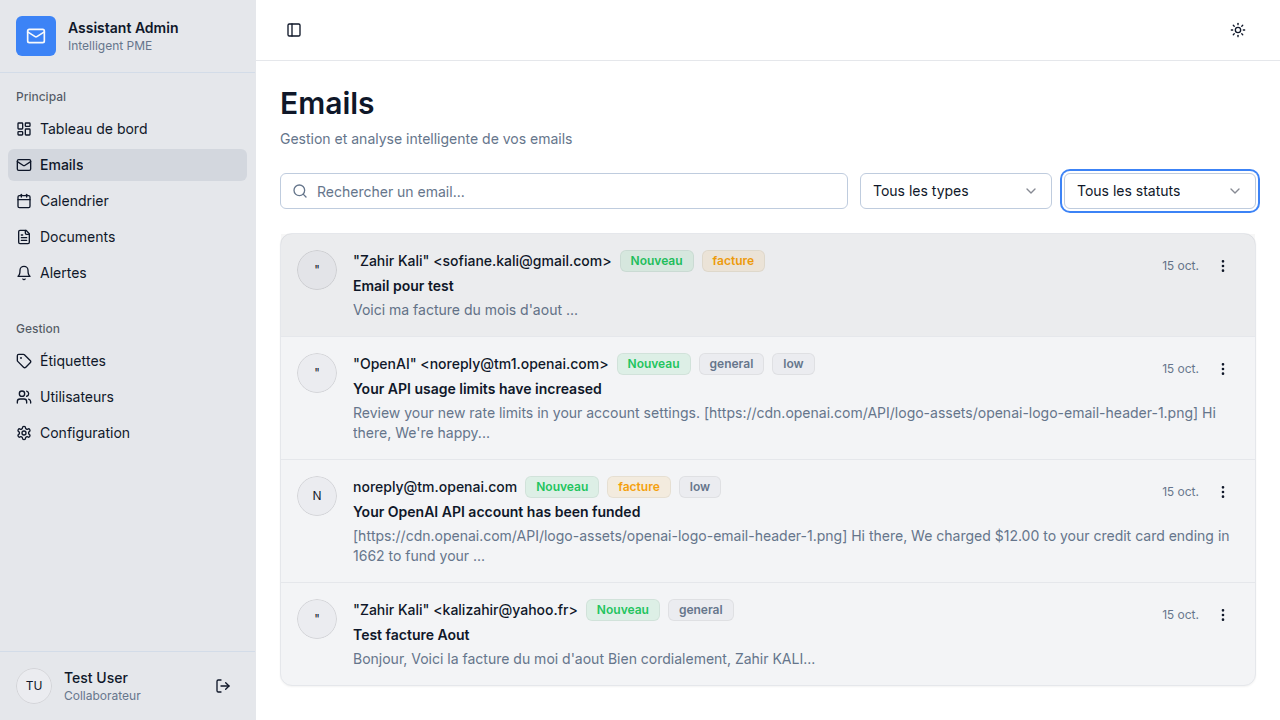 Assistant Admin
Intelligent PME
Principal
Tableau de bord
Emails
Calendrier
Documents
Alertes
Gestion
Étiquettes
Utilisateurs
Configuration
TU
Test User
Collaborateur
Emails
Gestion et analyse intelligente de vos emails
Rechercher un email...
Tous les types
Tous les statuts
"
"Zahir Kali" <sofiane.kali@gmail.com> Nouveau facture
15 oct.
Email pour test
Voici ma facture du mois d'aout ...
"
"OpenAI" <noreply@tm1.openai.com> Nouveau general low
15 oct.
Your API usage limits have increased
Review your new rate limits in your account settings. [https://cdn.openai.com/API/logo-assets/openai-logo-email-header-1.png] Hi
there, We're happy...
N
noreply@tm.openai.com Nouveau facture low
15 oct.
Your OpenAI API account has been funded
[https://cdn.openai.com/API/logo-assets/openai-logo-email-header-1.png] Hi there, We charged $12.00 to your credit card ending in
1662 to fund your ...
"
"Zahir Kali" <kalizahir@yahoo.fr> Nouveau general
15 oct.
Test facture Aout
Bonjour, Voici la facture du moi d'aout Bien cordialement, Zahir KALI...